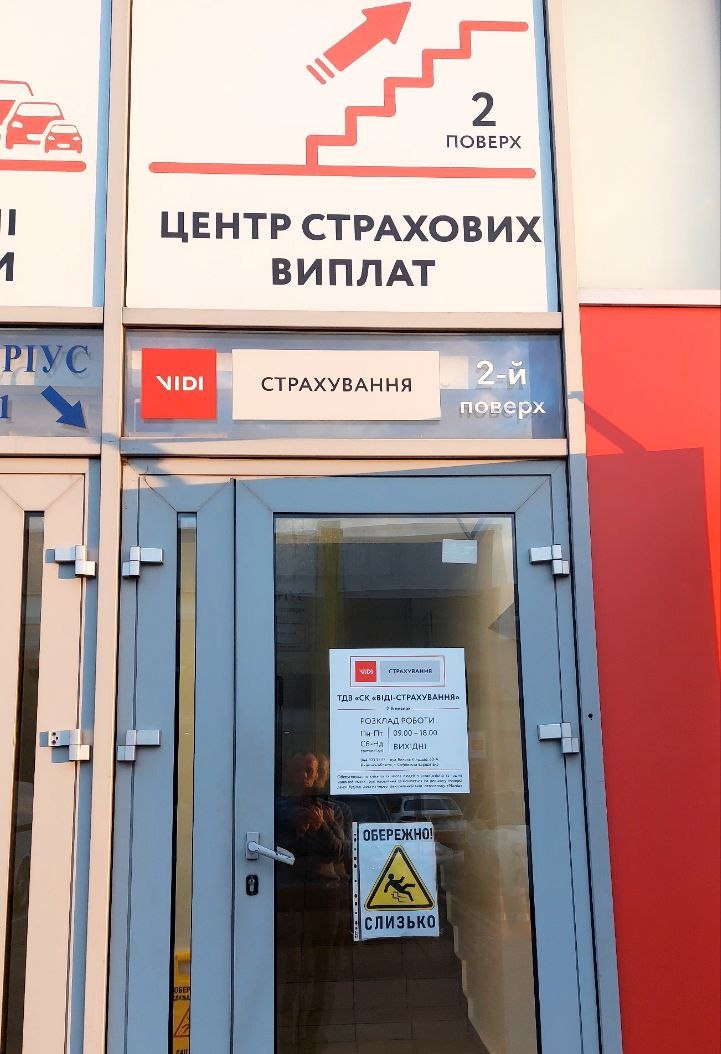 2
ПОВЕРХ
ЦЕНТР СТРАХОВИХ
ВИПЛАТ
РІУС
VIDI
СТРАХУВАННЯ
2-й
поверх
VIDI
СТРАХУВАННЯ
ТДВ «СК «ВІДІ-СТРАХУВАННЯ»
РОЗКЛАД РОБОТИ
Пн-Пт 09.00 – 18.00
Сб-Нд ВИХІДНІ
ОБЕРЕЖНО!
СЛИЗЬКО